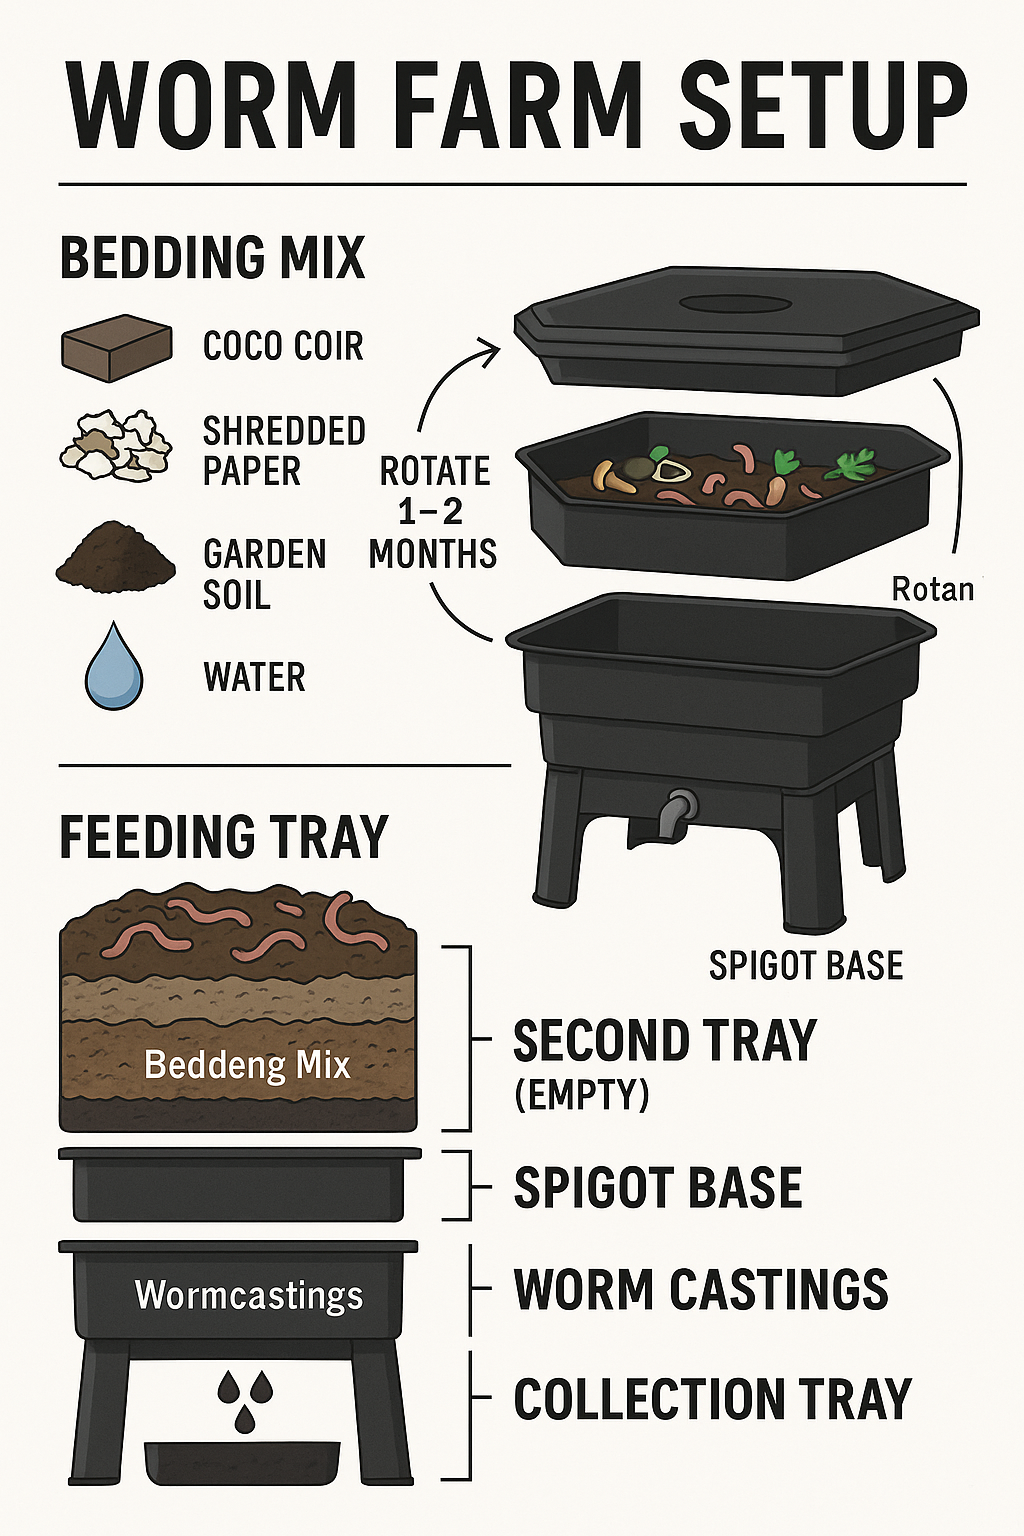 WORM FARM SETUP
BEDDING MIX
COCO COIR
SHREDDED
PAPER
GARDEN
SOIL
WATER
ROTATE
1–2
MONTHS
Rotan
SPIGOT BASE
FEEDING TRAY
Beddeng Mix
SECOND TRAY
(EMPTY)
SPIGOT BASE
Wormcastings
WORM CASTINGS
COLLECTION TRAY